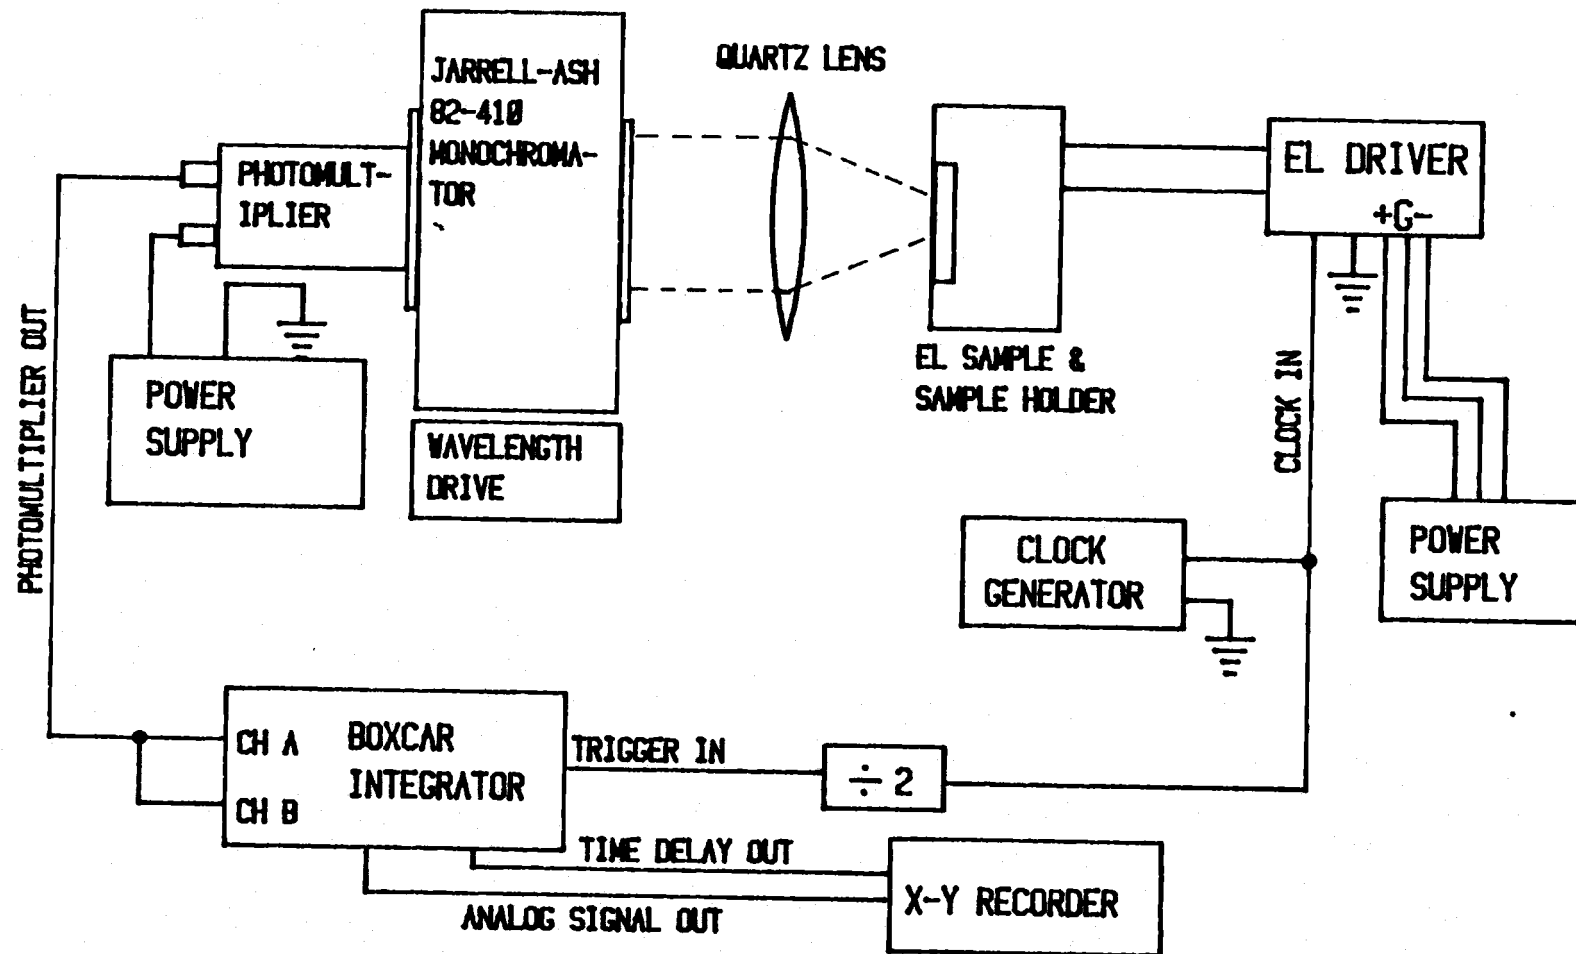 QUARTZ LENS
JARRELL-ASH
82-410
MONOCHROMA-
TOR
PHOTOMULT-
IPLIER
EL DRIVER
+G-
PHOTOMULTIPLIER OUT
POWER
SUPPLY
WAVELENGTH
DRIVE
EL SAMPLE &
SAMPLE HOLDER
CLOCK IN
CLOCK
GENERATOR
POWER
SUPPLY
CH A
CH B
BOXCAR
INTEGRATOR
TRIGGER IN
÷ 2
TIME DELAY OUT
ANALOG SIGNAL OUT
X-Y RECORDER